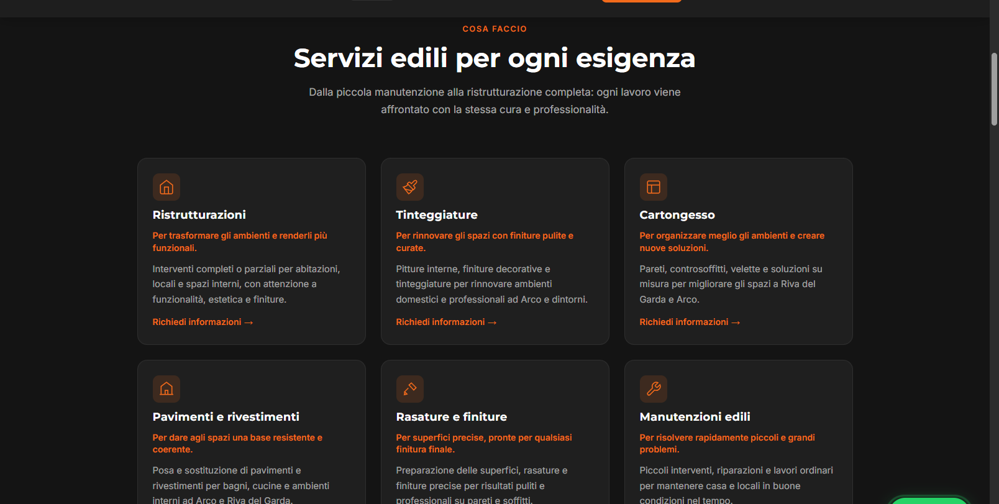 COSA FACCIO
Servizi edili per ogni esigenza
Dalla piccola manutenzione alla ristrutturazione completa: ogni lavoro viene
affrontato con la stessa cura e professionalità.
Ristrutturazioni
Per trasformare gli ambienti e renderli più
funzionali.
Interventi completi o parziali per abitazioni,
locali e spazi interni, con attenzione a
funzionalità, estetica e finiture.
Richiedi informazioni →
Tinteggiature
Per rinnovare gli spazi con finiture pulite e
curate.
Pitture interne, finiture decorative e
tinteggiature per rinnovare ambienti
domestici e professionali ad Arco e dintorni.
Richiedi informazioni →
Cartongesso
Per organizzare meglio gli ambienti e creare
nuove soluzioni.
Pareti, controsoffitti, velette e soluzioni su
misura per migliorare gli spazi a Riva del
Garda e Arco.
Richiedi informazioni →
Pavimenti e rivestimenti
Per dare agli spazi una base resistente e
coerente.
Posa e sostituzione di pavimenti e
rivestimenti per bagni, cucine e ambienti
interni ad Arco e Riva del Garda.
Rasature e finiture
Per superfici precise, pronte per qualsiasi
finitura finale.
Preparazione delle superfici, rasature e
finiture precise per risultati puliti e
professionali su pareti e soffitti.
Manutenzioni edili
Per risolvere rapidamente piccoli e grandi
problemi.
Piccoli interventi, riparazioni e lavori ordinari
per mantenere casa e locali in buone
condizioni nel tempo.